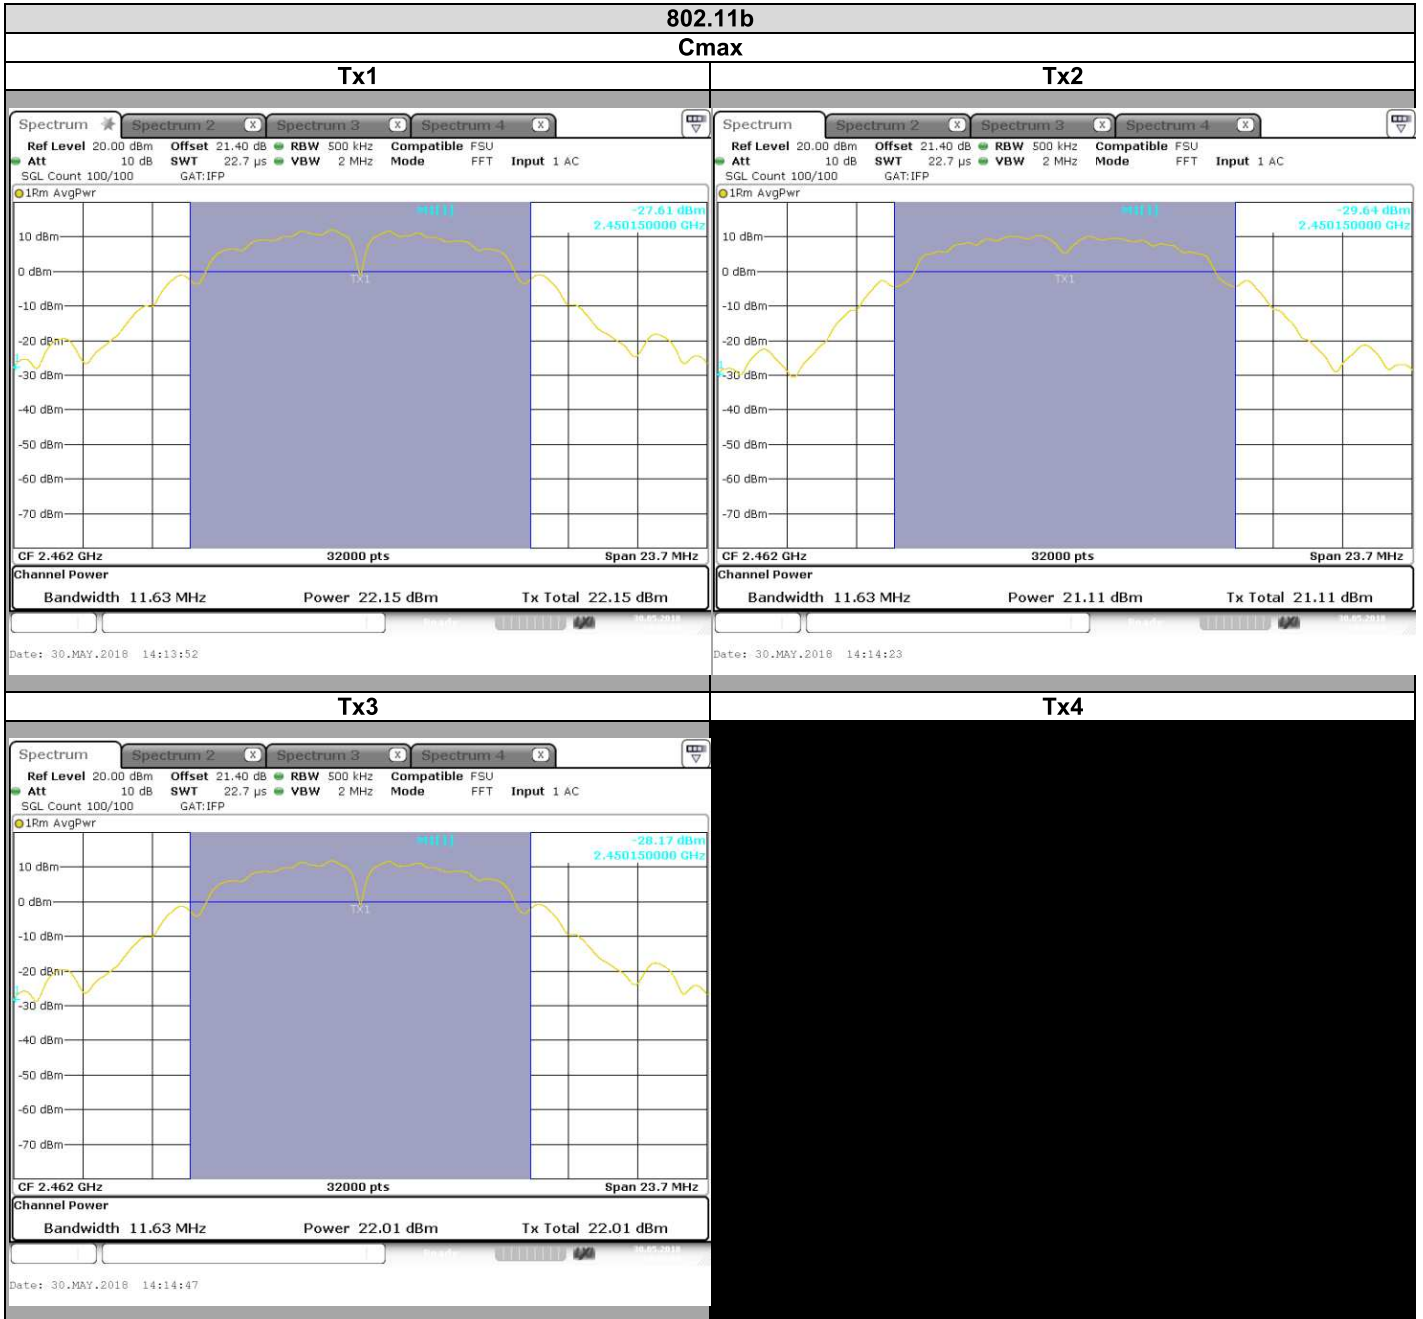 802.11b
Cmax
Tx1
Tx2
Spectrum Spectrum 2 Spectrum 3 Spectrum 4
Ref Level 20.00 dBm Offset 21.40 dB RBW 500 kHz Compatible FSU
Att 10 dB SWT 22.7 µs VBW 2 MHz Mode FFT Input 1 AC
SGL Count 100/100 GAT:IFP
1Rm AvgPwr
M1[1] -27.61 dBm
2.450150000 GHz
10 dBm
0 dBm
TX1
-10 dBm
-20 dBm
-30 dBm
-40 dBm
-50 dBm
-60 dBm
-70 dBm
CF 2.462 GHz 32000 pts Span 23.7 MHz
Channel Power
Bandwidth 11.63 MHz Power 22.15 dBm Tx Total 22.15 dBm
30.05.2018
Date: 30.MAY.2018 14:13:52
Spectrum Spectrum 2 Spectrum 3 Spectrum 4
Ref Level 20.00 dBm Offset 21.40 dB RBW 500 kHz Compatible FSU
Att 10 dB SWT 22.7 µs VBW 2 MHz Mode FFT Input 1 AC
SGL Count 100/100 GAT:IFP
1Rm AvgPwr
M1[1] -29.64 dBm
2.450150000 GHz
10 dBm
0 dBm
TX1
-10 dBm
-20 dBm
-30 dBm
-40 dBm
-50 dBm
-60 dBm
-70 dBm
CF 2.462 GHz 32000 pts Span 23.7 MHz
Channel Power
Bandwidth 11.63 MHz Power 21.11 dBm Tx Total 21.11 dBm
30.05.2018
Date: 30.MAY.2018 14:14:23
Tx3
Tx4
Spectrum Spectrum 2 Spectrum 3 Spectrum 4
Ref Level 20.00 dBm Offset 21.40 dB RBW 500 kHz Compatible FSU
Att 10 dB SWT 22.7 µs VBW 2 MHz Mode FFT Input 1 AC
SGL Count 100/100 GAT:IFP
1Rm AvgPwr
M1[1] -28.17 dBm
2.450150000 GHz
10 dBm
0 dBm
TX1
-10 dBm
-20 dBm
-30 dBm
-40 dBm
-50 dBm
-60 dBm
-70 dBm
CF 2.462 GHz 32000 pts Span 23.7 MHz
Channel Power
Bandwidth 11.63 MHz Power 22.01 dBm Tx Total 22.01 dBm
30.05.2018
Date: 30.MAY.2018 14:14:47